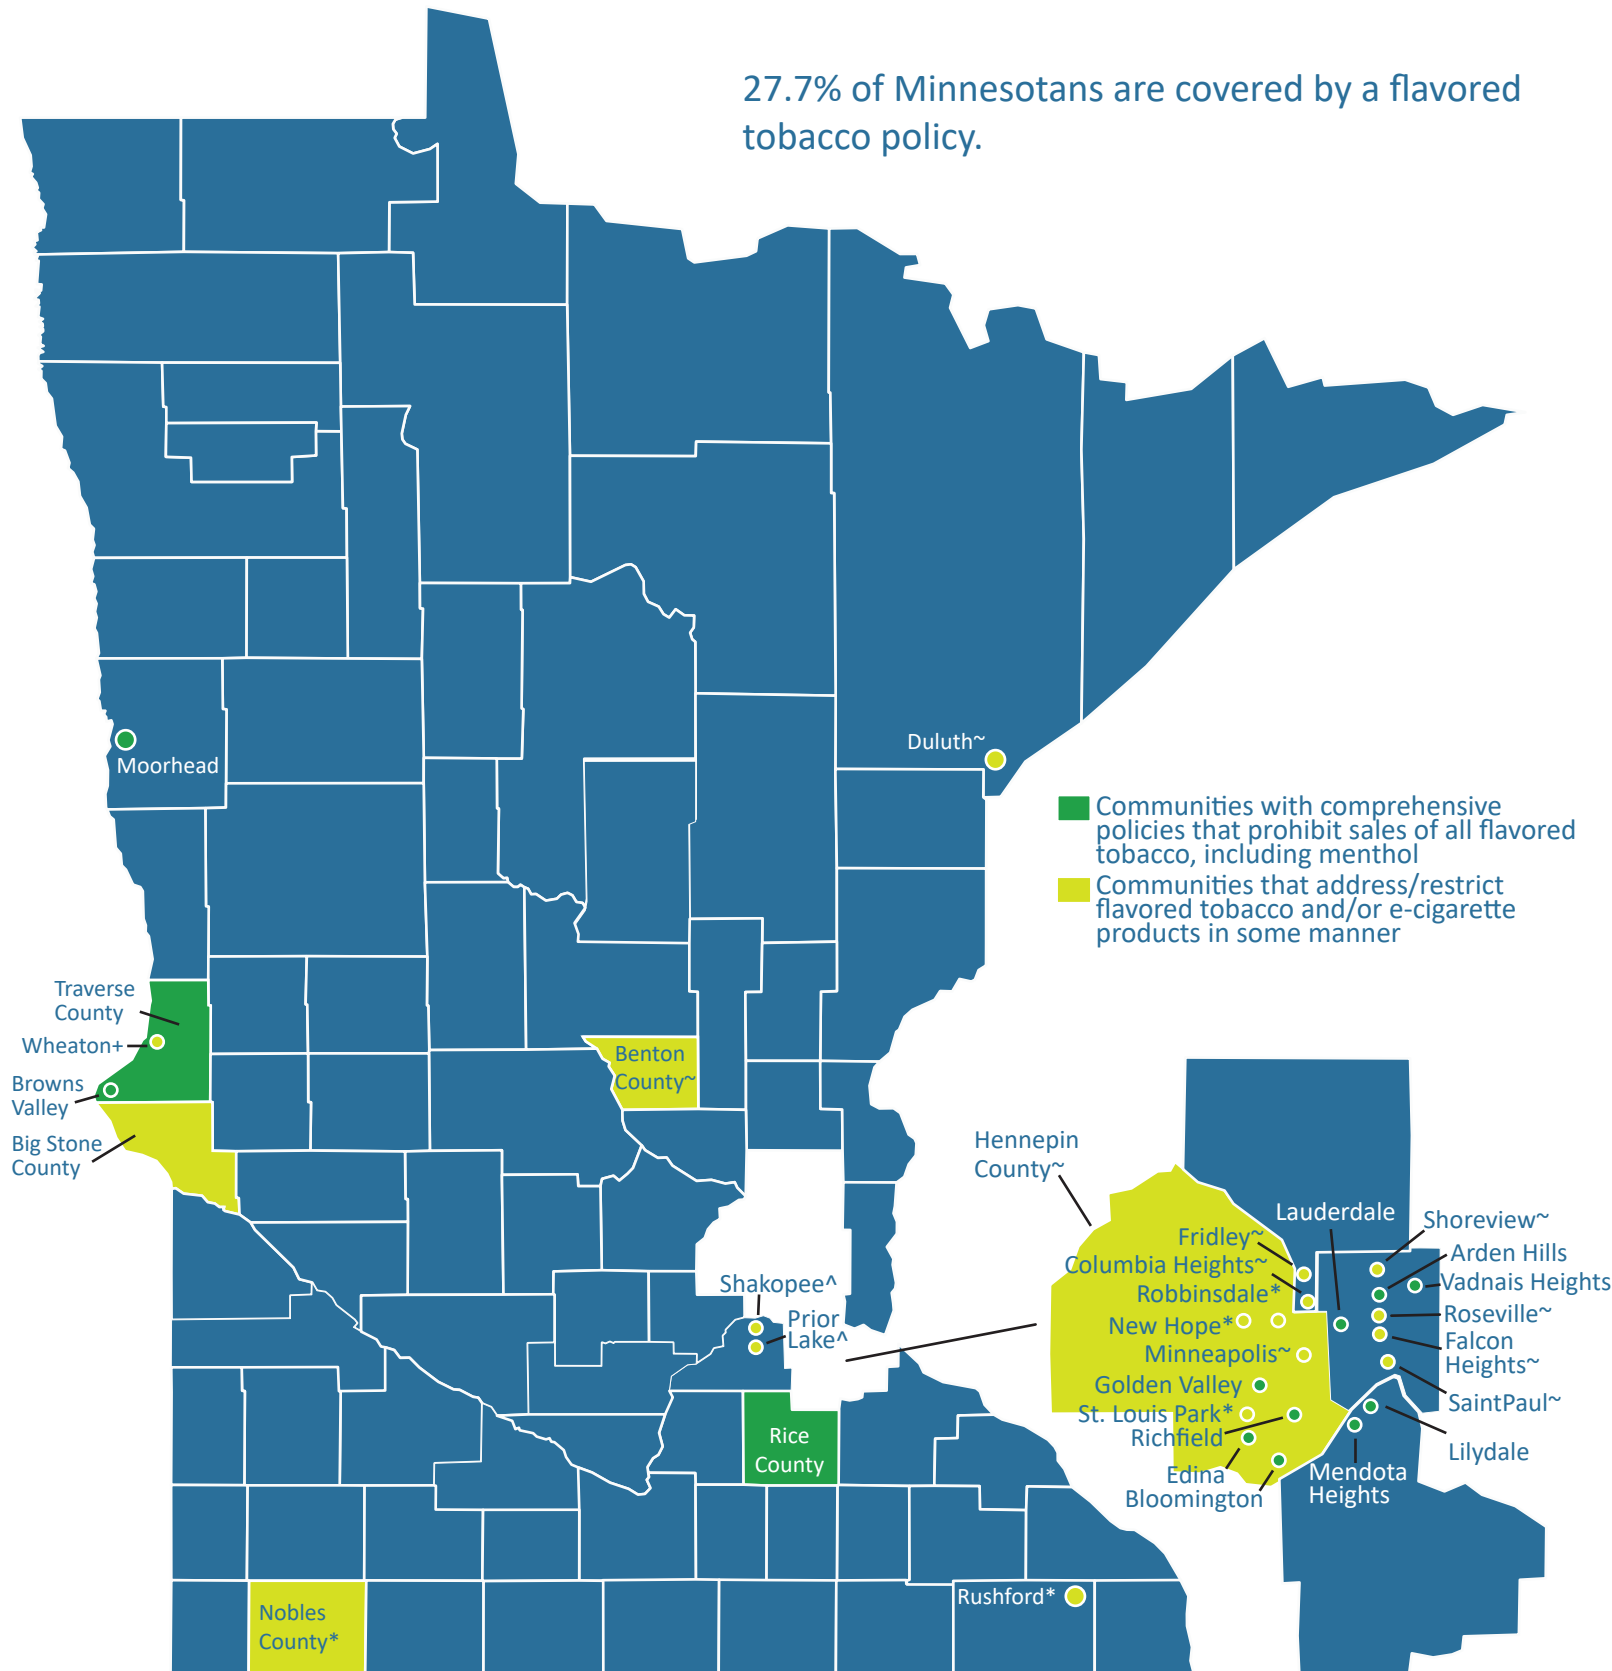 27.7% of Minnesotans are covered by a flavored
tobacco policy.
Moorhead
Duluth~
Communities with comprehensive
policies that prohibit sales of all flavored
tobacco, including menthol
Communities that address/restrict
flavored tobacco and/or e-cigarette
products in some manner
Traverse
County
Wheaton+
Browns
Valley
Big Stone
County
Benton
County~
Hennepin
County~
Lauderdale
Shoreview~
Fridley~
Arden Hills
Columbia Heights~
Vadnais Heights
Robbinsdale*
Roseville~
New Hope*
Falcon
Heights~
Minneapolis~
Golden Valley
SaintPaul~
St. Louis Park*
Richfield
Lilydale
Edina
Mendota
Heights
Bloomington
Shakopee^
Prior
Lake^
Rice
County
Rushford*
Nobles
County*